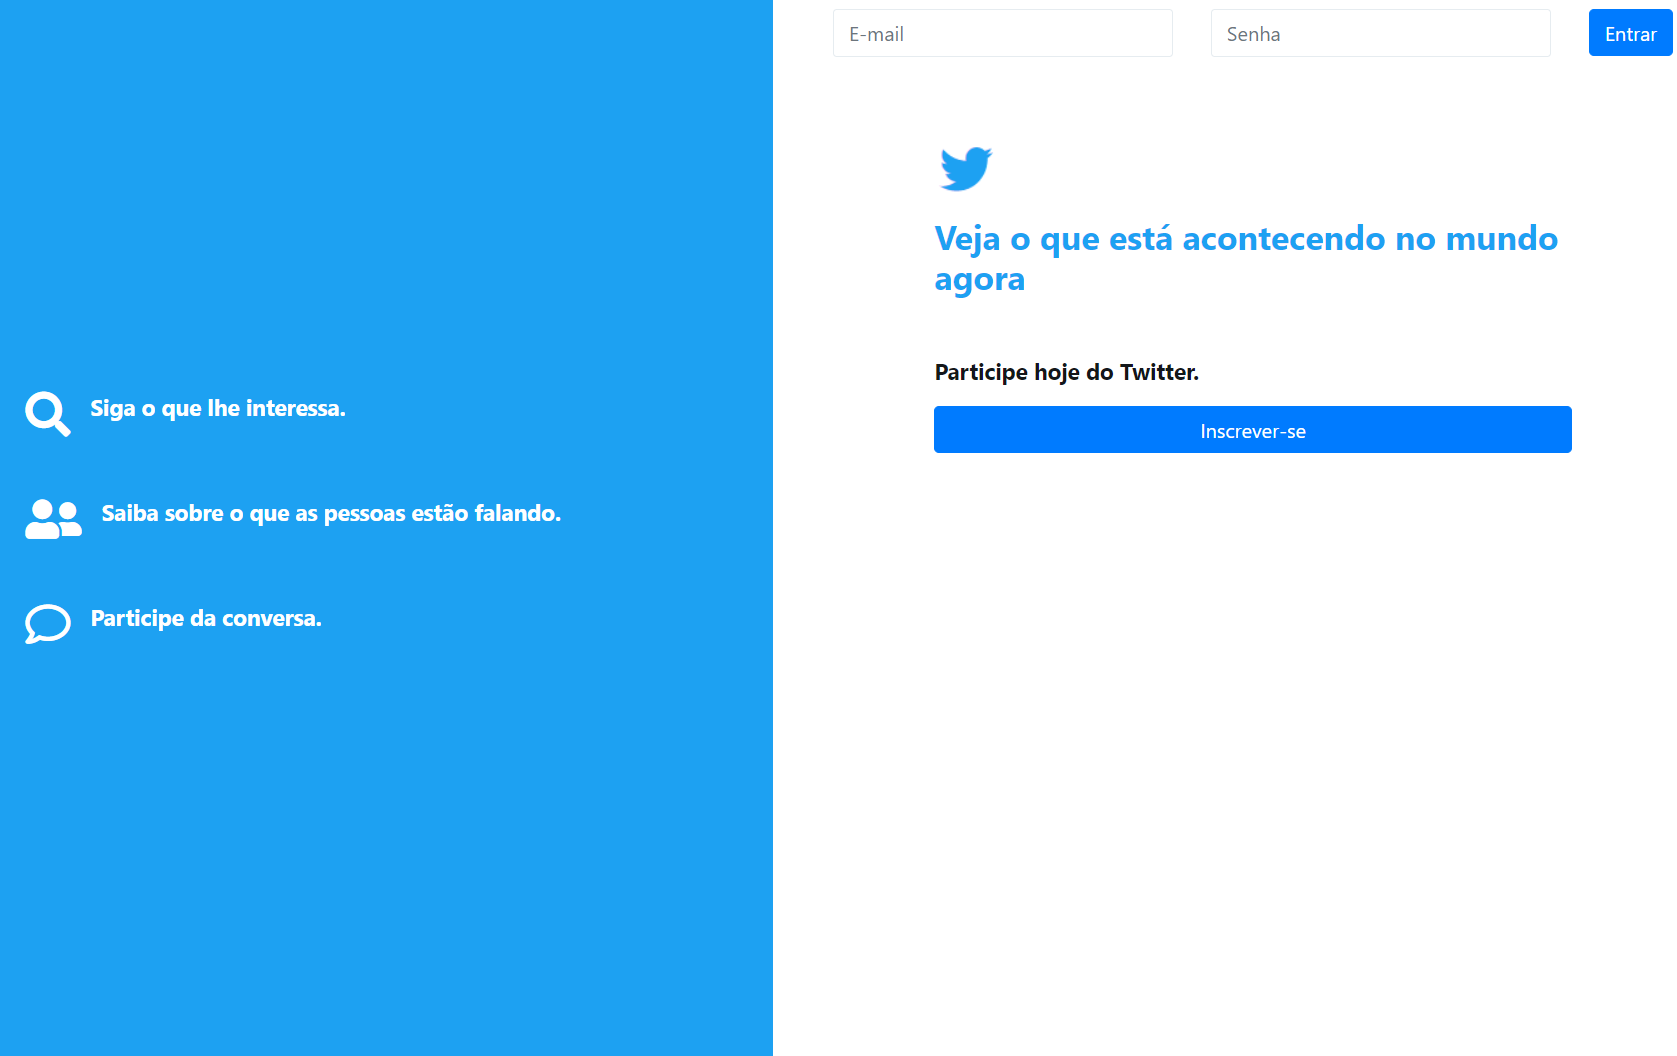 Siga o que lhe interessa.
Saiba sobre o que as pessoas estão falando.
Participe da conversa.
E-mail
Senha
Entrar
Veja o que está acontecendo no mundo
agora
Participe hoje do Twitter.
Inscrever-se